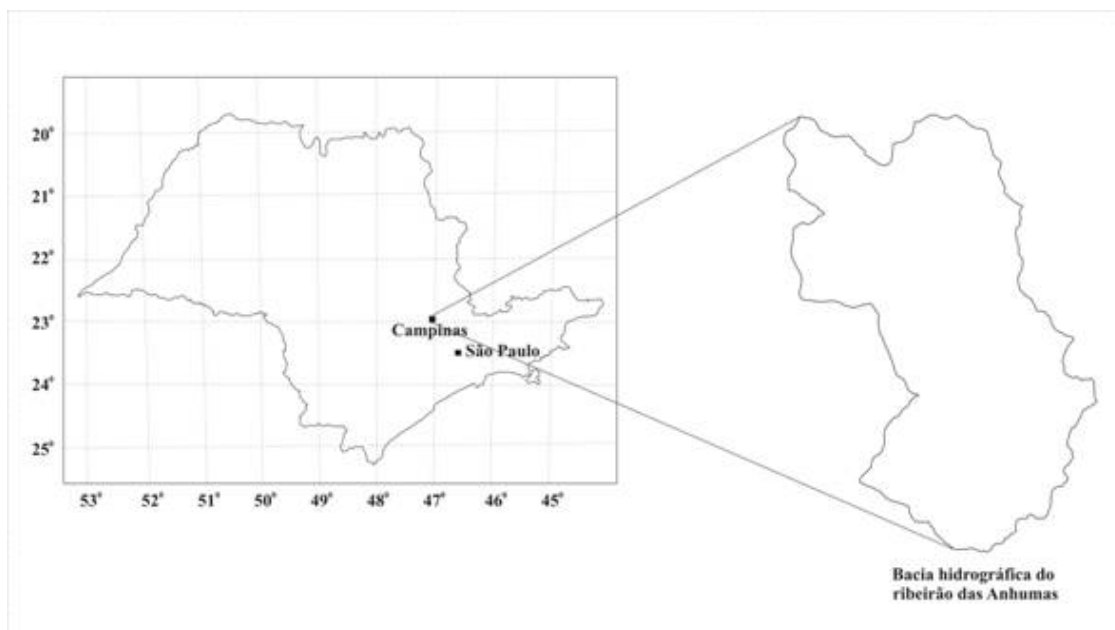 20°
21°
22°
23°
24°
25°
Campinas
São Paulo
53° 52° 51° 50° 49° 48° 47° 46° 45°
Bacia hidrográfica do
ribeirão das Anhumas